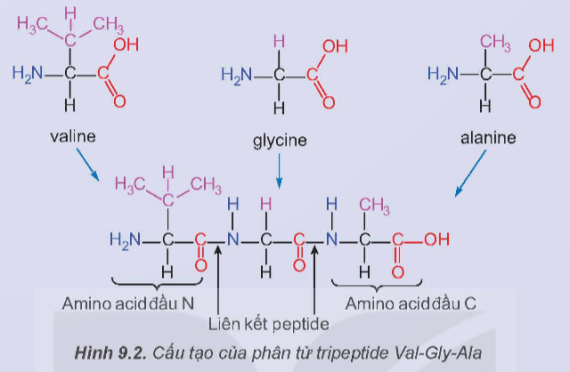 H
H₃C CH₃
C OH
H₂N—C—C
H O
valine
H OH
H₂N—C—C
H O
glycine
CH₃ OH
H₂N—C—C
H O
alanine
H
H₃C CH₃ H H H CH₃
C
H₂N—C—C—N—C—C—N—C—C—OH
H O H O H O
Amino acid đầu N
Amino acid đầu C
Liên kết peptide
Hình 9.2. Cấu tạo của phân tử tripeptide Val-Gly-Ala